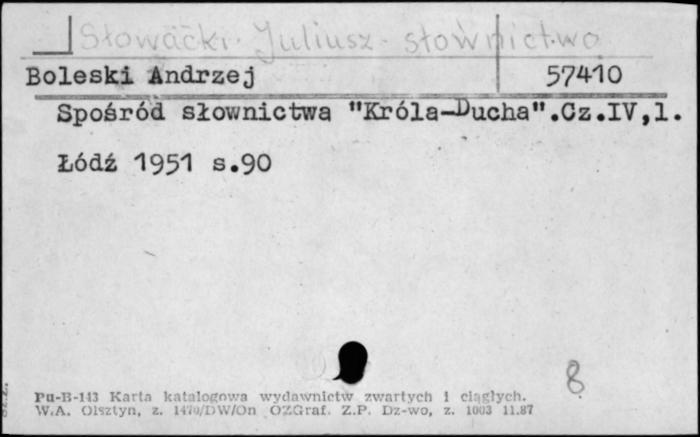 Słowacki Juliusz - słownictwo
Boleski Andrzej 57410
Spośród słownictwa "Króla-Ducha".Cz.IV,1.
Łódź 1951 s.90
8
Pu-B-143 Karta katalogowa wydawnictw zwartych i ciągłych.
W.A. Olsztyn, z. 1470/DW/On OZGraf. Z.P. Dz-wo, z. 1003 11.87